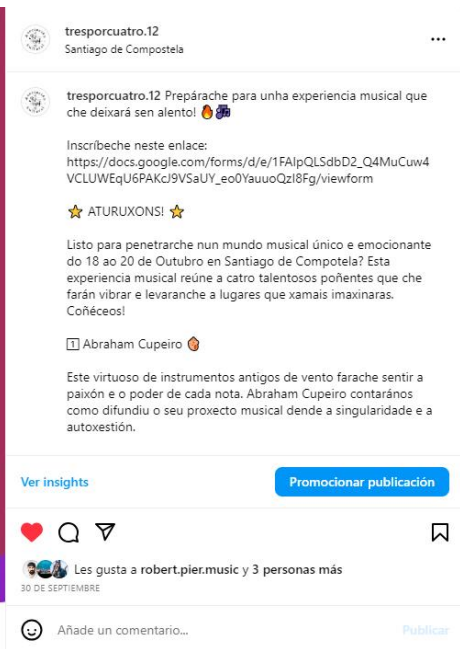 tresporcuatro.12
Santiago de Compostela
tresporcuatro.12 Prepárache para unha experiencia musical que
che deixará sen alento! 🔥🎶
Inscríbeche neste enlace:
https://docs.google.com/forms/d/e/1FAIpQLSdbD2_Q4MuCuw4
VCLUWEqU6PAKcJ9VSaUY_eo0YauuoQzI8Fg/viewform
⭐ ATURUXONS! ⭐
Listo para penetrarche nun mundo musical único e emocionante
do 18 ao 20 de Outubro en Santiago de Compotela? Esta
experiencia musical reúne a catro talentosos poñentes que che
farán vibrar e levaranche a lugares que xamais imaxinaras.
Coñéceos!
1️⃣ Abraham Cupeiro
Este virtuoso de instrumentos antigos de vento farache sentir a
paixón e o poder de cada nota. Abraham Cupeiro contarános
como difundiu o seu proxecto musical dende a singularidade e a
autoxestión.
Ver insights
Promocionar publicación
Les gusta a robert.pier.music y 3 personas más
30 DE SEPTIEMBRE
Añade un comentario...
Publicar